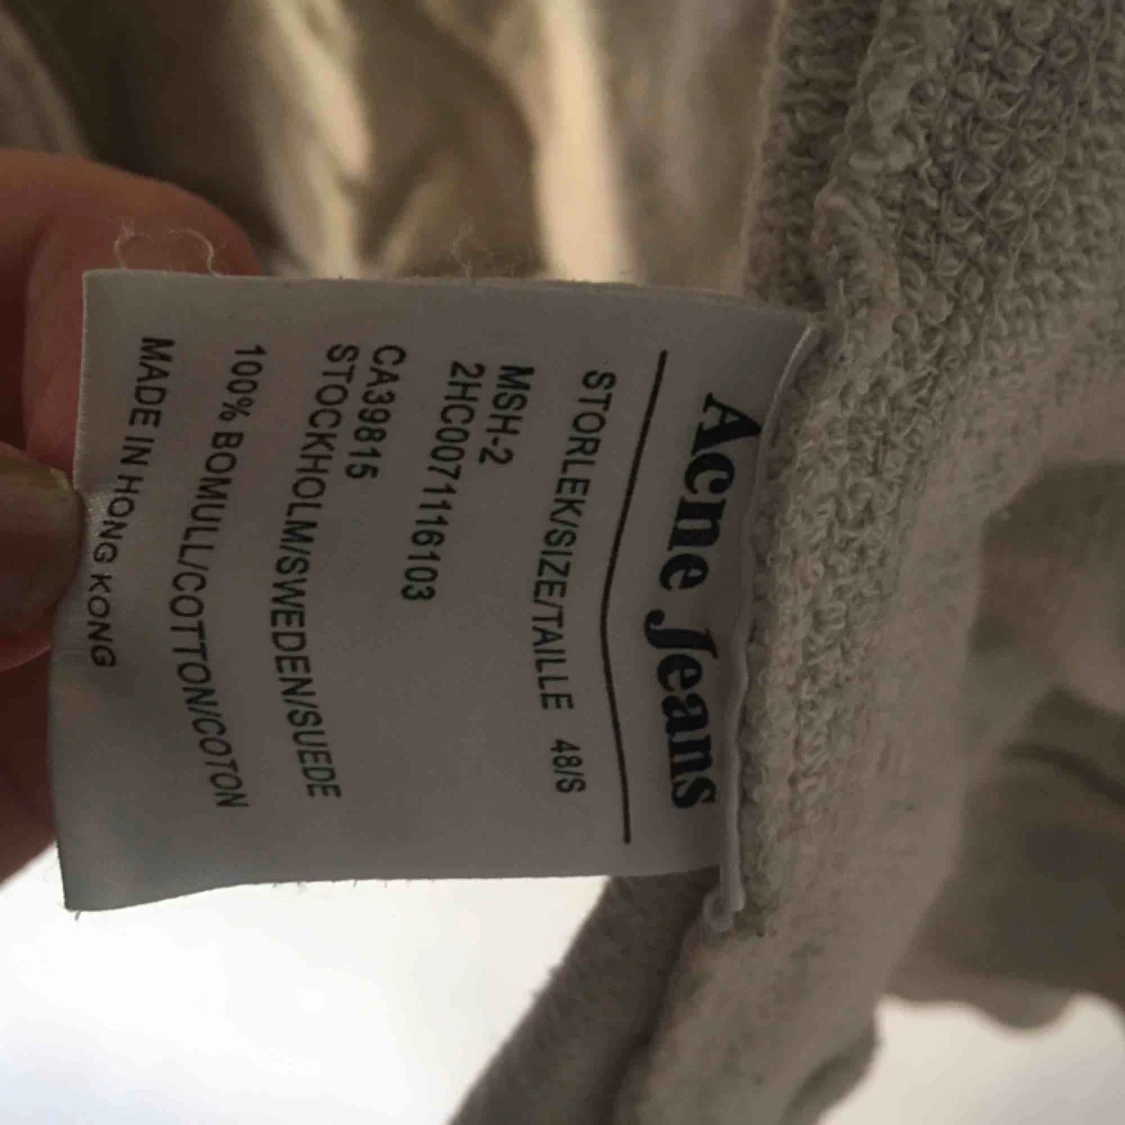 Acne Jeans
STORLEK/SIZE/TAILLE 48/S
MSH-2
2HC0071116103
CA39815
STOCKHOLM/SWEDEN/SUEDE
100% BOMULL/COTTON/COTON
MADE IN HONG KONG